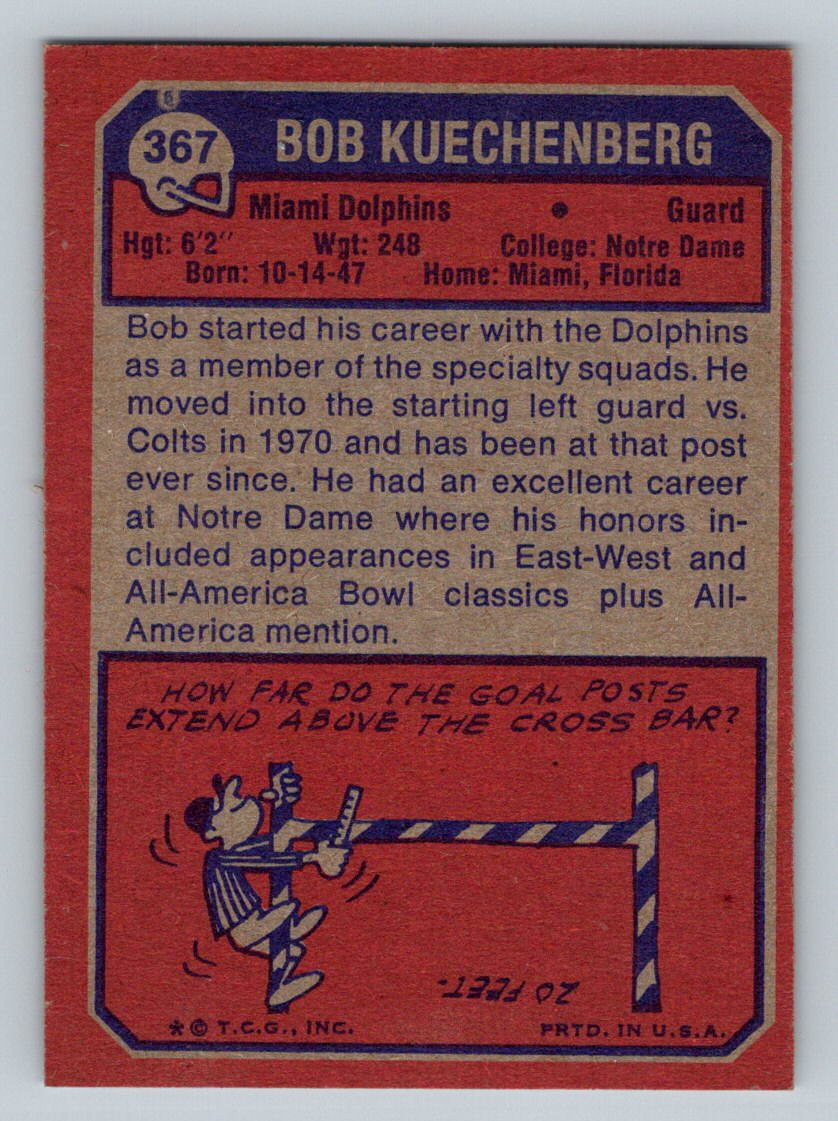 367
BOB KUECHENBERG
Miami Dolphins • Guard
Hgt: 6'2" Wgt: 248 College: Notre Dame
Born: 10-14-47 Home: Miami, Florida
Bob started his career with the Dolphins
as a member of the specialty squads. He
moved into the starting left guard vs.
Colts in 1970 and has been at that post
ever since. He had an excellent career
at Notre Dame where his honors in-
cluded appearances in East-West and
All-America Bowl classics plus All-
America mention.
HOW FAR DO THE GOAL POSTS
EXTEND ABOVE THE CROSS BAR?
20 FEET.
*© T.C.G., INC. PRTD. IN U.S.A.